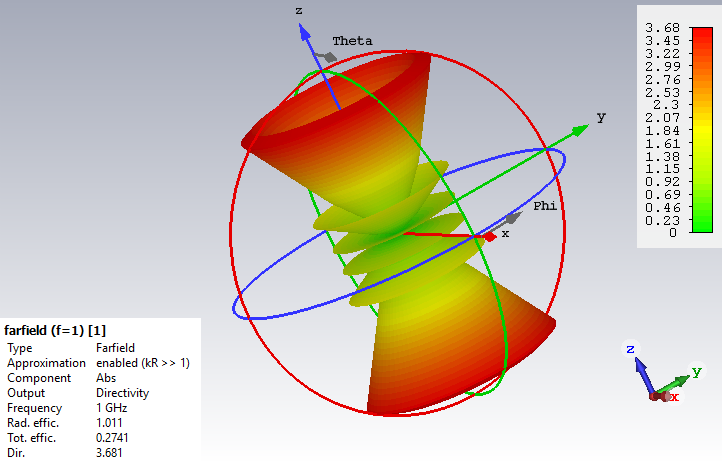 z
Theta
y
Phi
x
3.68
3.45
3.22
2.99
2.76
2.53
2.3
2.07
1.84
1.61
1.38
1.15
0.92
0.69
0.46
0.23
0
farfield (f=1) [1]
Type Farfield
Approximation enabled (kR >> 1)
Component Abs
Output Directivity
Frequency 1 GHz
Rad. effic. 1.011
Tot. effic. 0.2741
Dir. 3.681
z
y
x